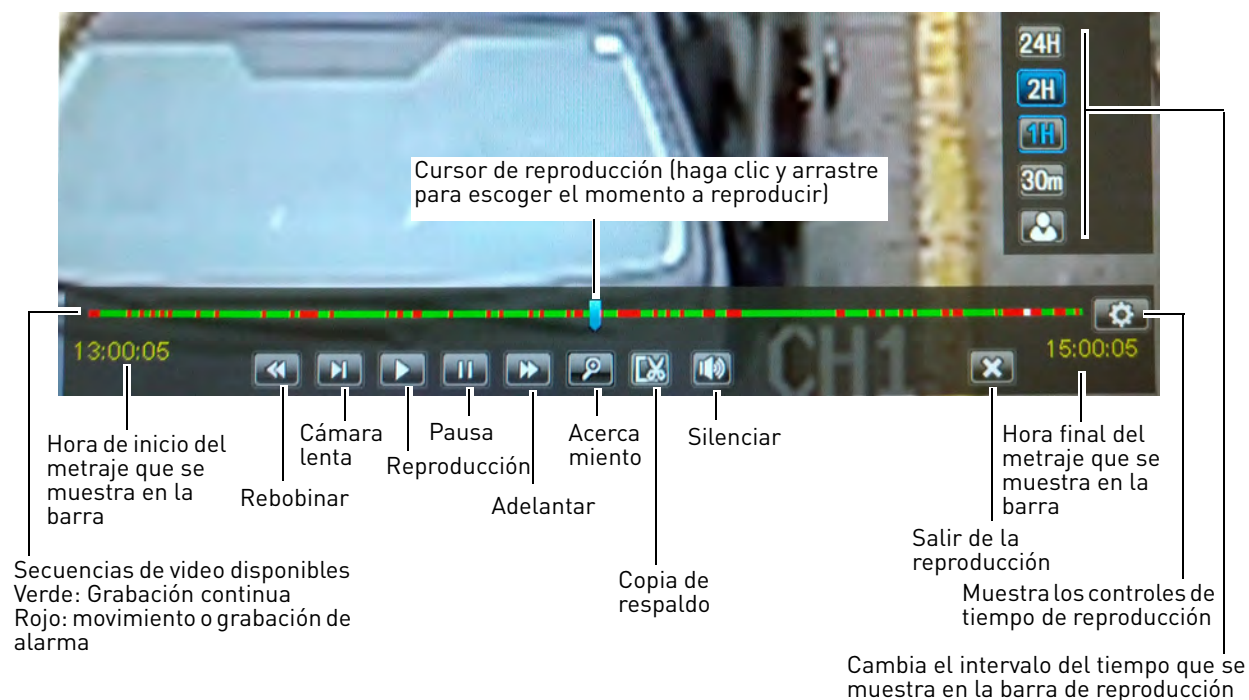 24H
2H
1H
30m
Cursor de reproducción (haga clic y arrastre
para escoger el momento a reproducir)
13:00:05
15:00:05
CH1
Hora de inicio del
metraje que se
muestra en la
barra
Rebobinar
Cámara
lenta
Reproducción
Pausa
Adelantar
Acerca
miento
Silenciar
Hora final del
metraje que se
muestra en la
barra
Salir de la
reproducción
Secuencias de video disponibles
Verde: Grabación continua
Rojo: movimiento o grabación de
alarma
Copia de
respaldo
Muestra los controles de
tiempo de reproducción
Cambia el intervalo del tiempo que se
muestra en la barra de reproducción